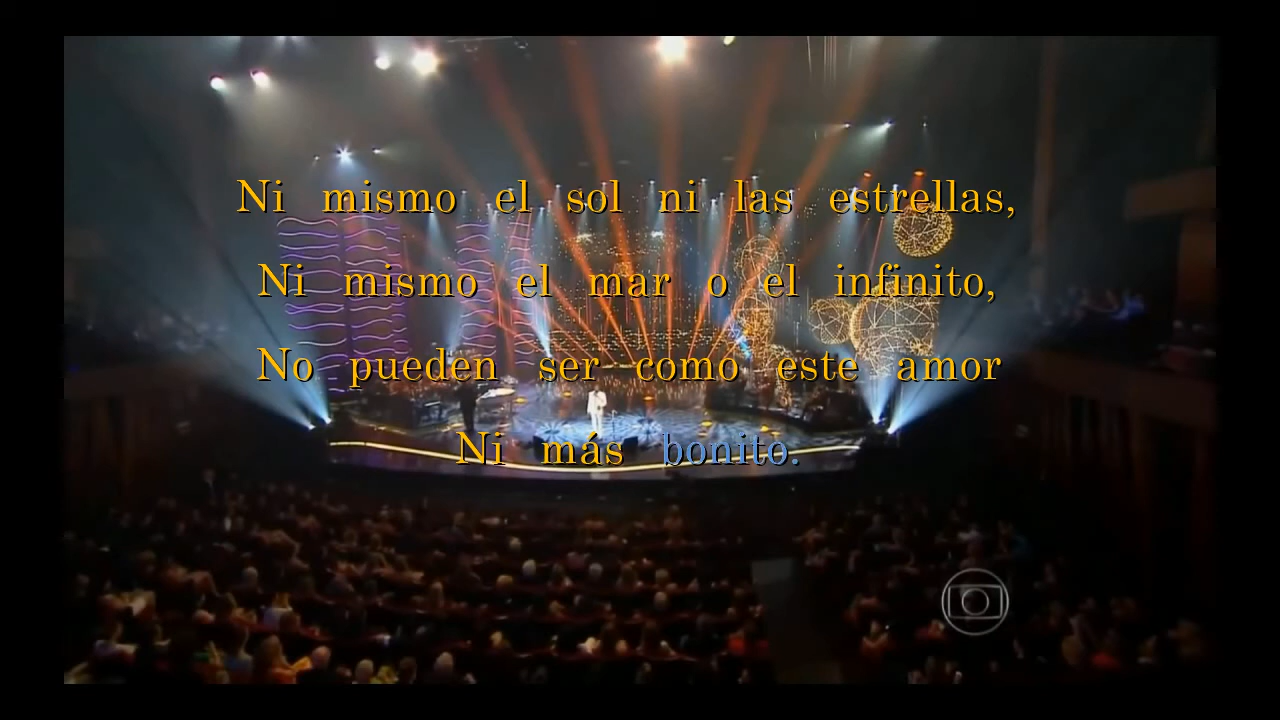 Ni mismo el sol ni las estrellas,
Ni mismo el mar o el infinito,
No pueden ser como este amor
Ni más bonito.